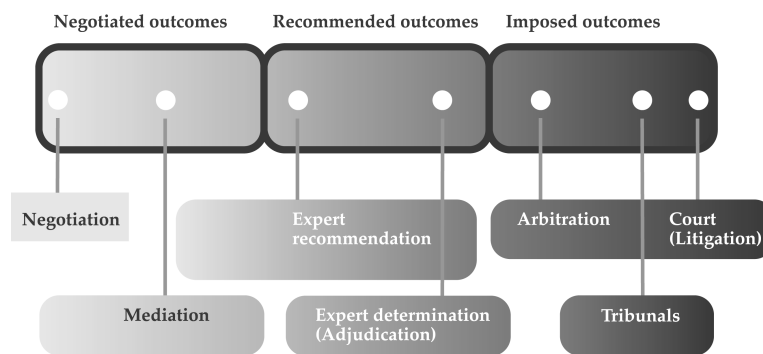 Negotiated outcomes
Recommended outcomes
Imposed outcomes
Negotiation
Expert
recommendation
Arbitration
Court
(Litigation)
Mediation
Expert determination
(Adjudication)
Tribunals